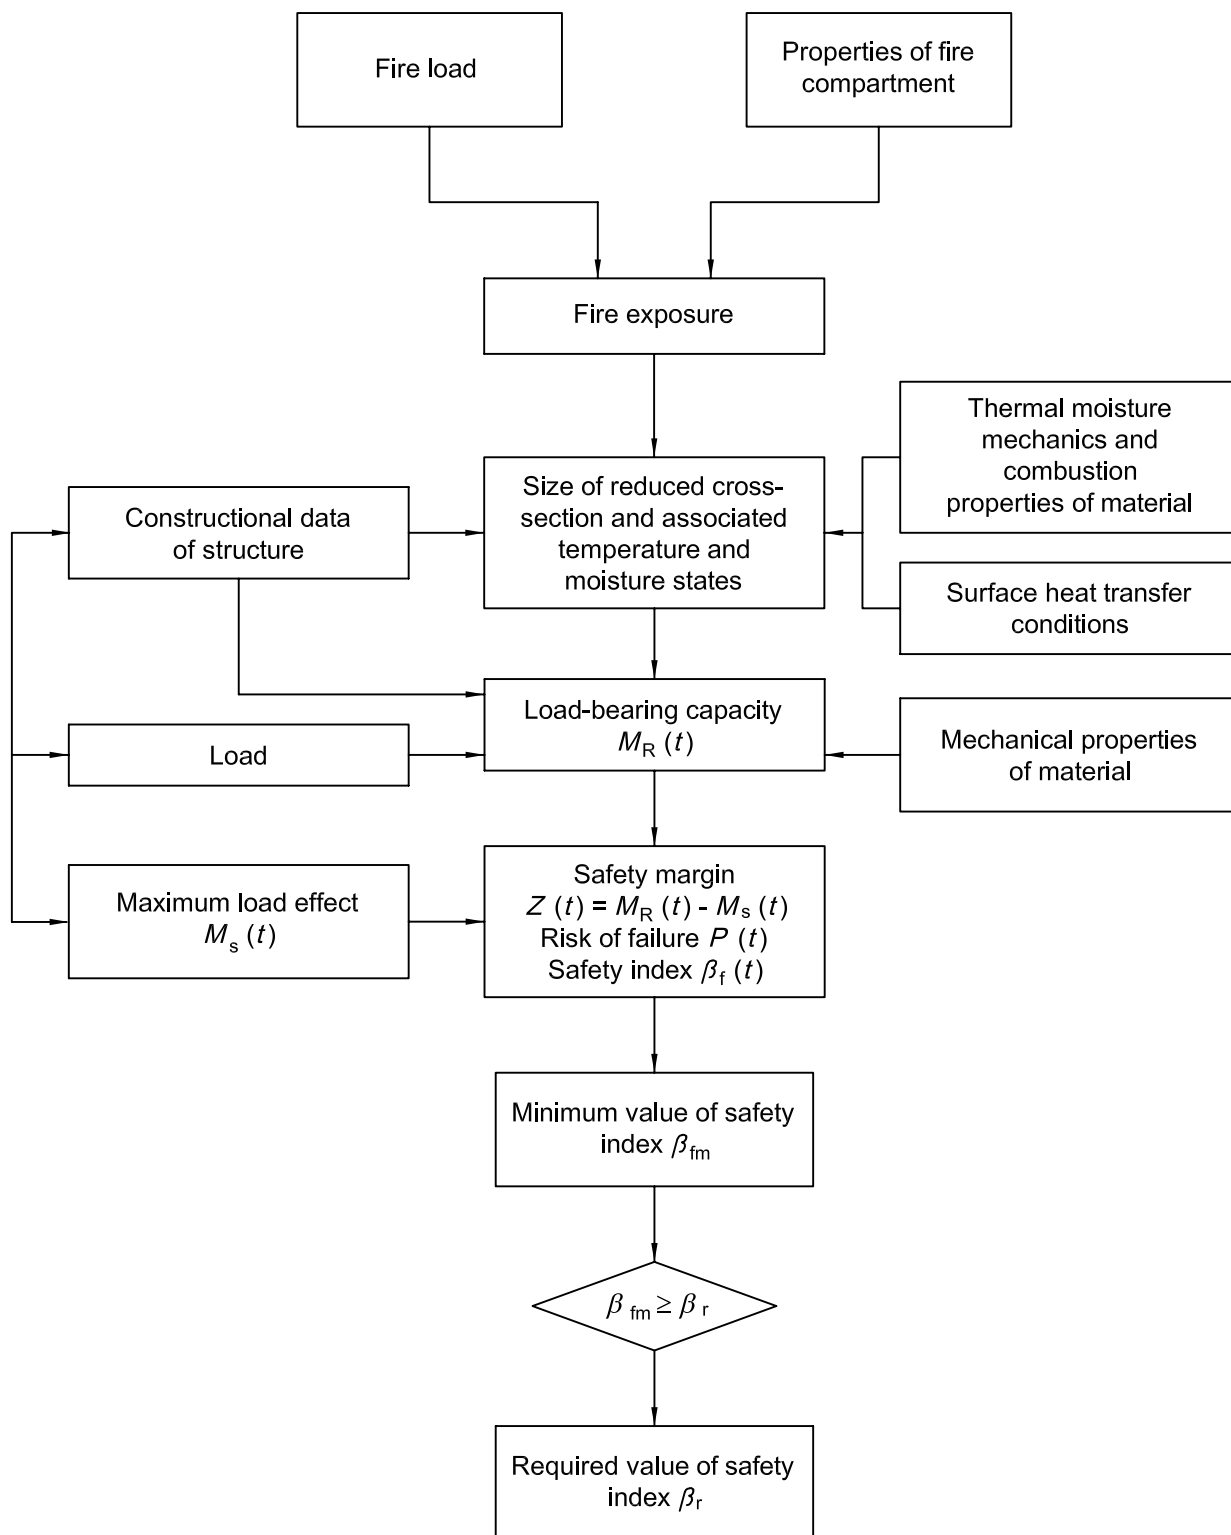 Fire load
Properties of fire
compartment
Fire exposure
Thermal moisture
mechanics and
combustion
properties of material
Size of reduced cross-
section and associated
temperature and
moisture states
Constructional data
of structure
Surface heat transfer
conditions
Load-bearing capacity
M_R (t)
Load
Mechanical properties
of material
Safety margin
Z (t) = M_R (t) - M_s (t)
Risk of failure P (t)
Safety index β_f (t)
Maximum load effect
M_s (t)
Minimum value of safety
index β_fm
β_fm ≥ β_r
Required value of safety
index β_r